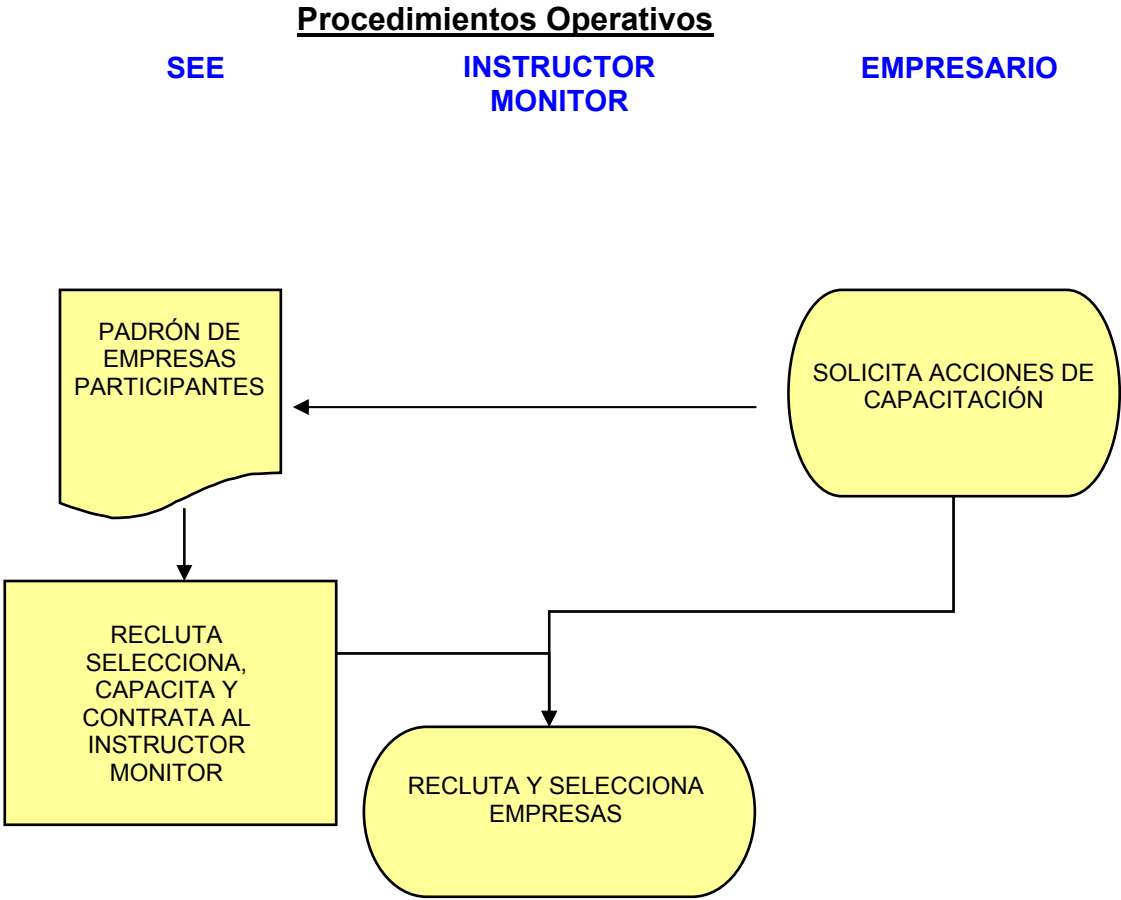 Procedimientos Operativos
SEE
INSTRUCTOR
MONITOR
EMPRESARIO
PADRÓN DE
EMPRESAS
PARTICIPANTES
SOLICITA ACCIONES DE
CAPACITACIÓN
RECLUTA
SELECCIONA,
CAPACITA Y
CONTRATA AL
INSTRUCTOR
MONITOR
RECLUTA Y SELECCIONA
EMPRESAS